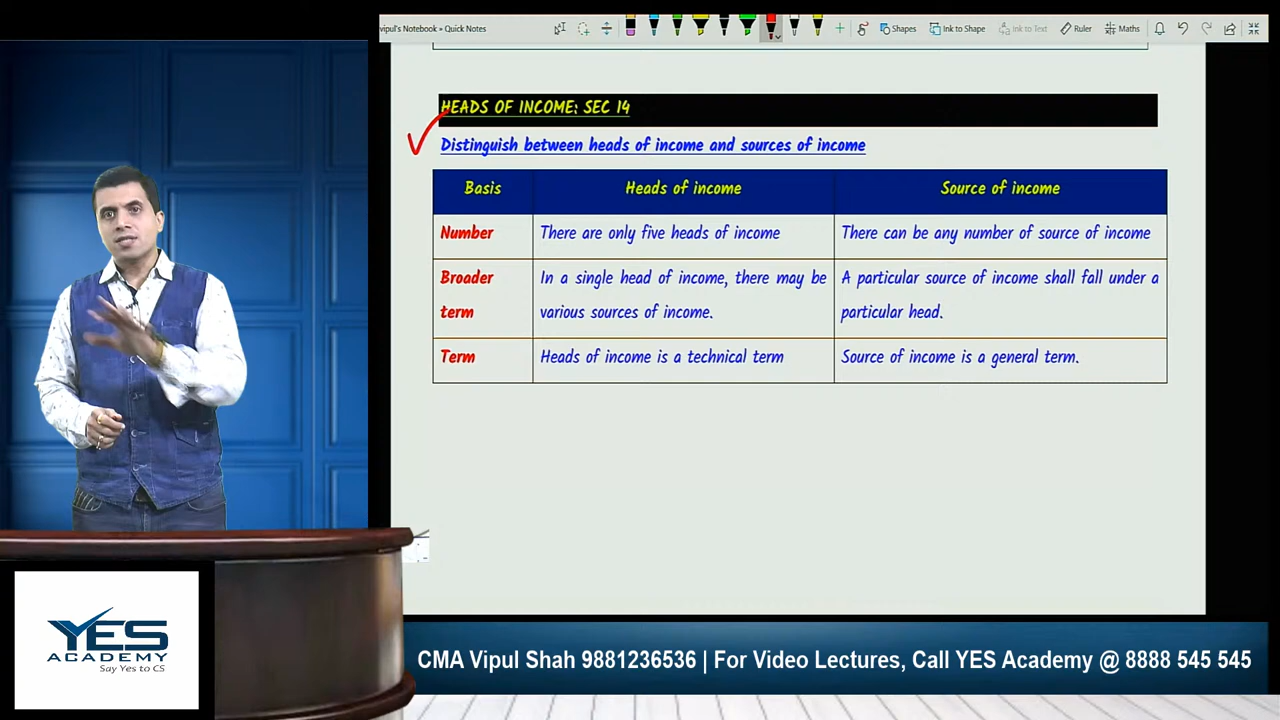 vipul's Notebook » Quick Notes
Shapes
Ink to Shape
Ink to Text
Ruler
Maths
HEADS OF INCOME: SEC 14
Distinguish between heads of income and sources of income
Basis
Heads of income
Source of income
Number
There are only five heads of income
There can be any number of source of income
Broader
term
In a single head of income, there may be
various sources of income.
A particular source of income shall fall under a
particular head.
Term
Heads of income is a technical term
Source of income is a general term.
YES
ACADEMY
Say Yes to CS
CMA Vipul Shah 9881236536 | For Video Lectures, Call YES Academy @ 8888 545 545